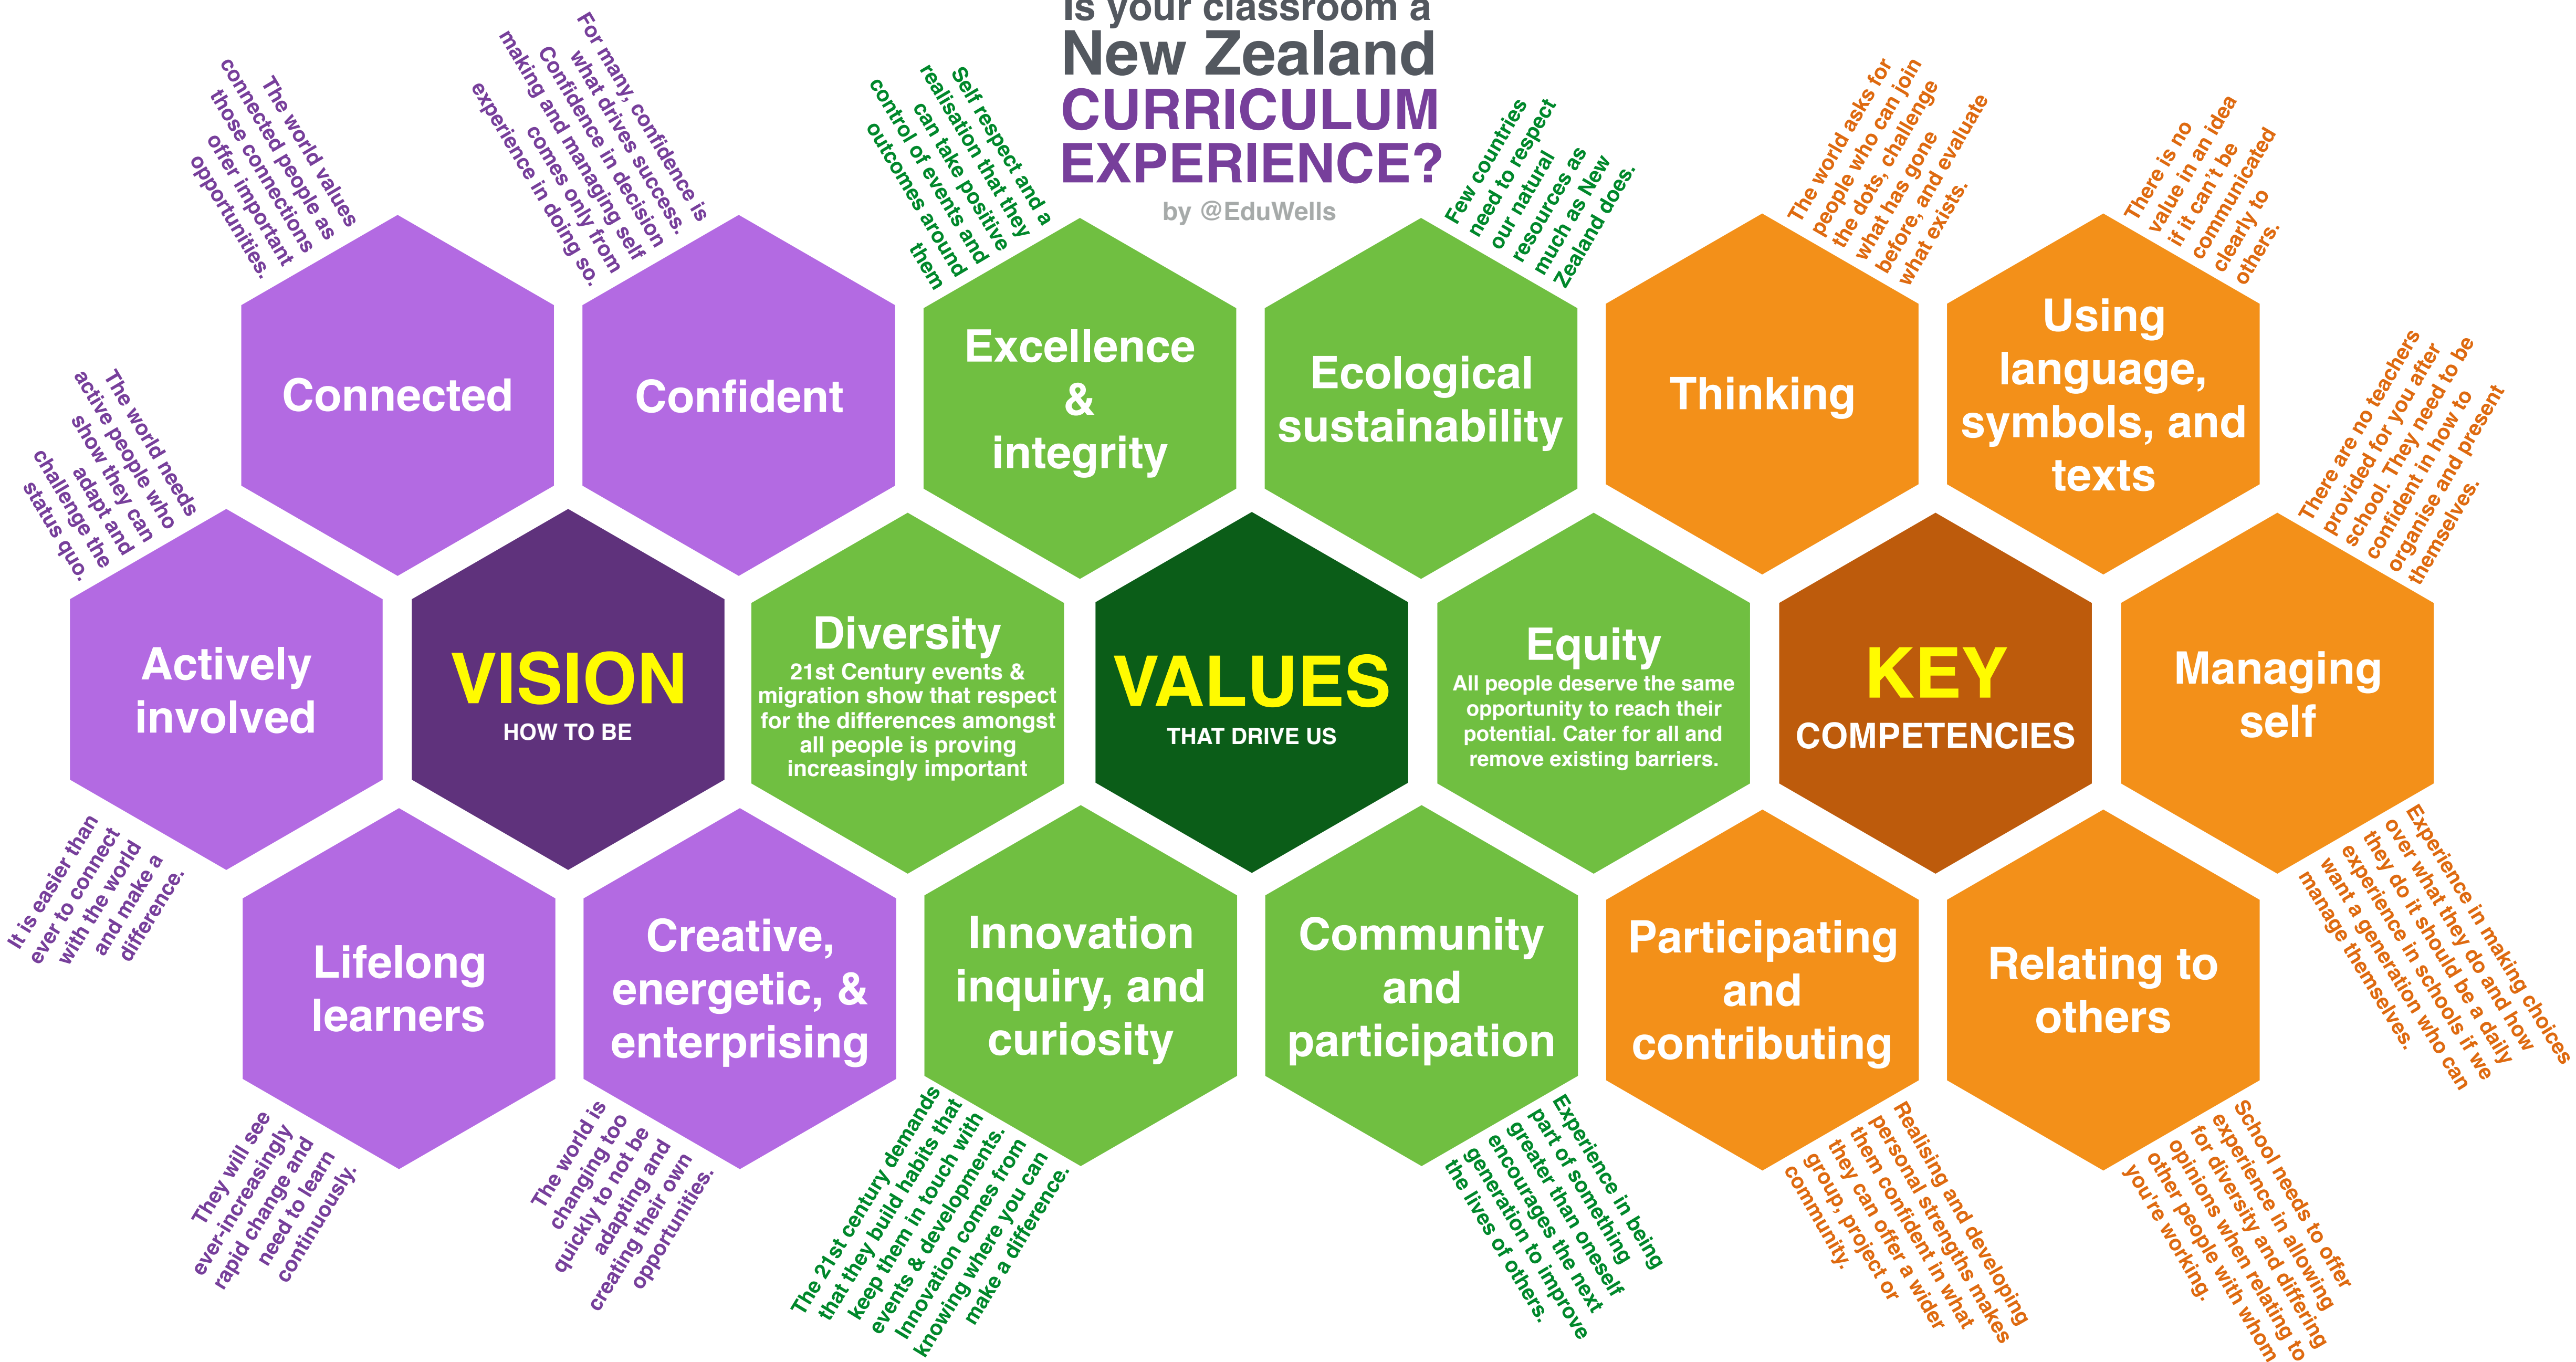 Is your classroom a
New Zealand
CURRICULUM
EXPERIENCE?
by @EduWells
The world values
connected people as
those connections
offer important
opportunities.
Connected
For many, confidence is
what drives success.
Confidence in decision
making and managing self
comes only from
experience in doing so.
Confident
Self respect and a
realisation that they
can take positive
control of events and
outcomes around
them
Excellence
&
integrity
Few countries
need to respect
our natural
resources as
much as New
Zealand does.
Ecological
sustainability
The world asks for
people who can join
the dots, challenge
what has gone
before, and evaluate
what exists.
Thinking
There is no
value in an idea
if it can't be
communicated
clearly to
others.
Using
language,
symbols, and
texts
The world needs
active people who
show they can
adapt and
challenge the
status quo.
Actively
involved
It is easier than
ever to connect
with the world
and make a
difference.
VISION
HOW TO BE
Diversity
21st Century events &
migration show that respect
for the differences amongst
all people is proving
increasingly important
VALUES
THAT DRIVE US
Equity
All people deserve the same
opportunity to reach their
potential. Cater for all and
remove existing barriers.
KEY
COMPETENCIES
There are no teachers
provided for you after
school. They need to be
confident in how to
organise and present
themselves.
Managing
self
Experience in making choices
over what they do and how
they do it should be a daily
experience in schools if we
want a generation who can
manage themselves.
Lifelong
learners
They will see
ever-increasingly
rapid change and
need to learn
continuously.
Creative,
energetic, &
enterprising
The world is
changing too
quickly to not be
adapting and
creating their own
opportunities.
Innovation
inquiry, and
curiosity
The 21st century demands
that they build habits that
keep them in touch with
events & developments.
Innovation comes from
knowing where you can
make a difference.
Community
and
participation
Experience in being
part of something
greater than oneself
encourages the next
generation to improve
the lives of others.
Participating
and
contributing
Realising and developing
personal strengths makes
them confident in what
they can offer a wider
group, project or
community.
Relating to
others
School needs to offer
experience in allowing
for diversity and differing
opinions when relating to
other people with whom
you're working.